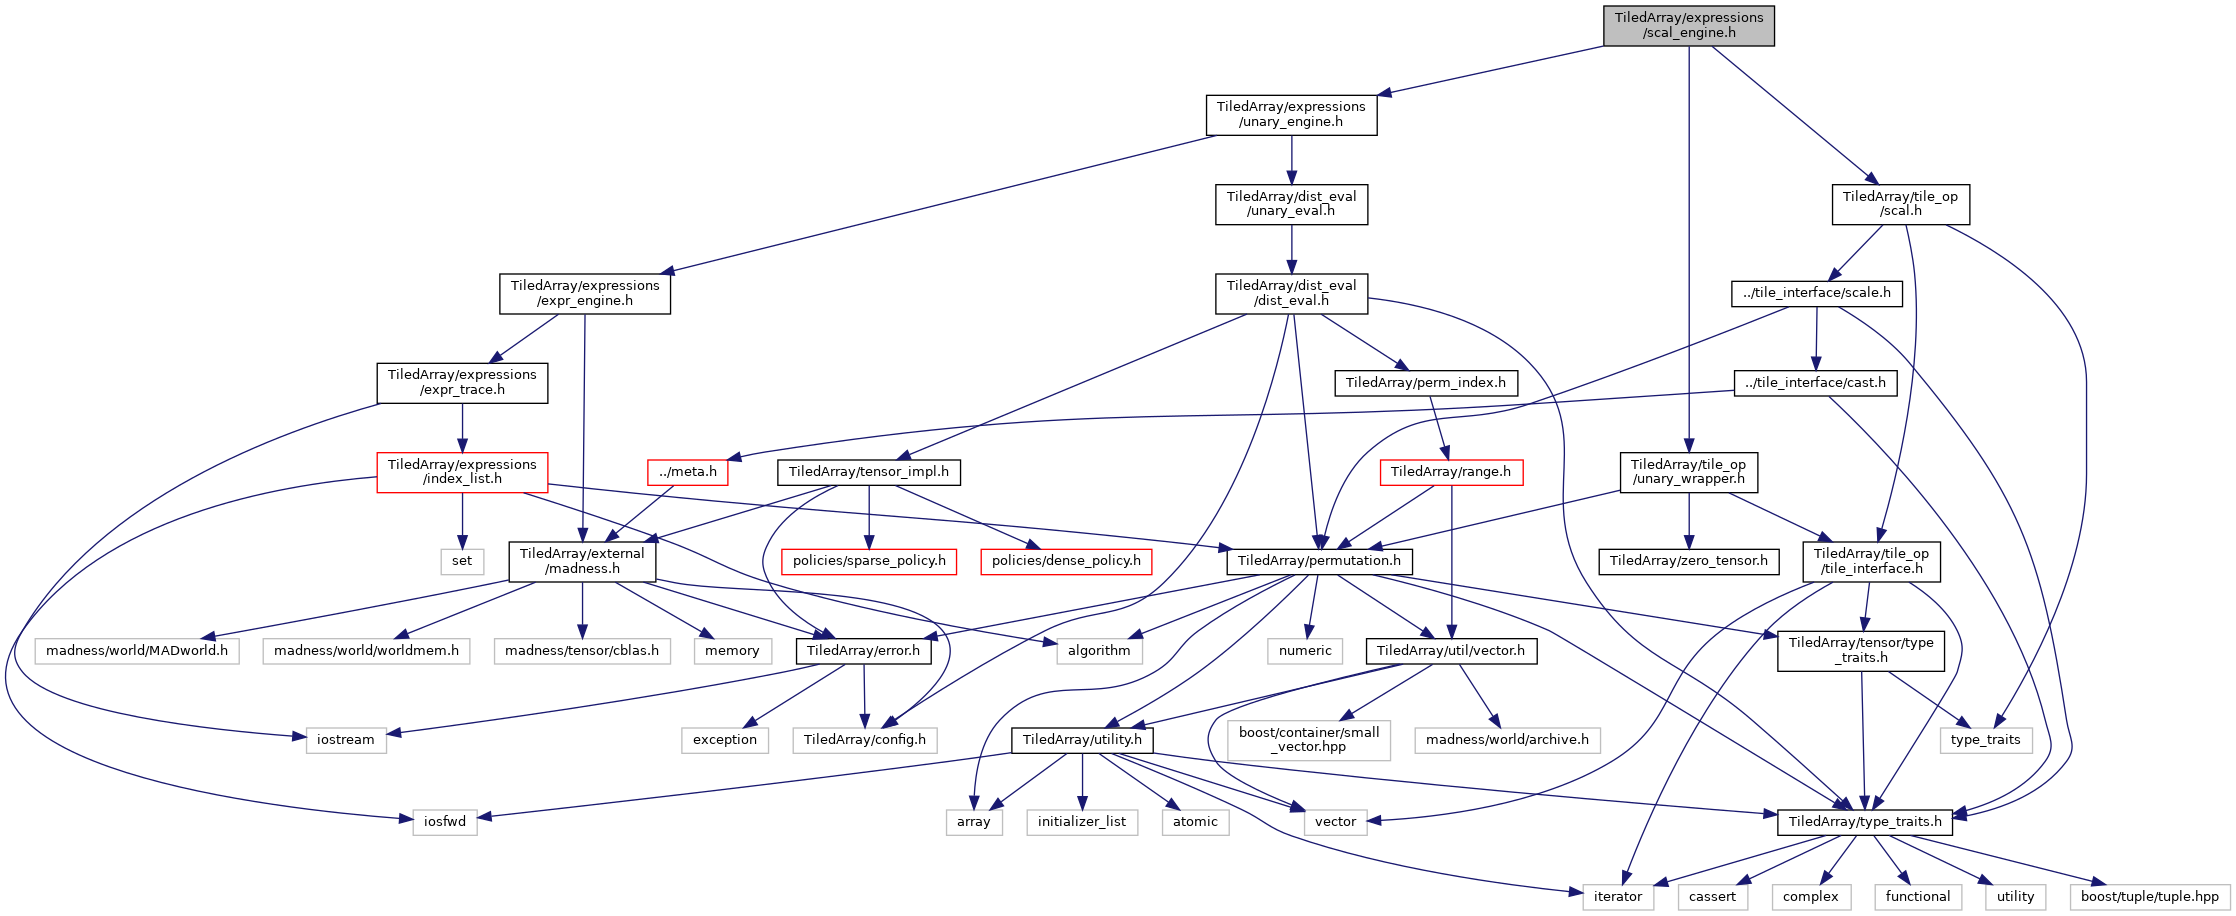 TiledArray/expressions
/scal_engine.h
TiledArray/expressions
/unary_engine.h
TiledArray/dist_eval
/unary_eval.h
TiledArray/tile_op
/scal.h
TiledArray/expressions
/expr_engine.h
TiledArray/dist_eval
/dist_eval.h
../tile_interface/scale.h
TiledArray/expressions
/expr_trace.h
TiledArray/perm_index.h
../tile_interface/cast.h
TiledArray/expressions
/index_list.h
../meta.h
TiledArray/tensor_impl.h
TiledArray/range.h
TiledArray/tile_op
/unary_wrapper.h
set
TiledArray/external
/madness.h
policies/sparse_policy.h
policies/dense_policy.h
TiledArray/permutation.h
TiledArray/zero_tensor.h
TiledArray/tile_op
/tile_interface.h
madness/world/MADworld.h
madness/world/worldmem.h
madness/tensor/cblas.h
memory
TiledArray/error.h
algorithm
numeric
TiledArray/util/vector.h
TiledArray/tensor/type
_traits.h
iostream
exception
TiledArray/config.h
TiledArray/utility.h
boost/container/small
_vector.hpp
madness/world/archive.h
type_traits
iosfwd
array
initializer_list
atomic
vector
TiledArray/type_traits.h
iterator
cassert
complex
functional
utility
boost/tuple/tuple.hpp